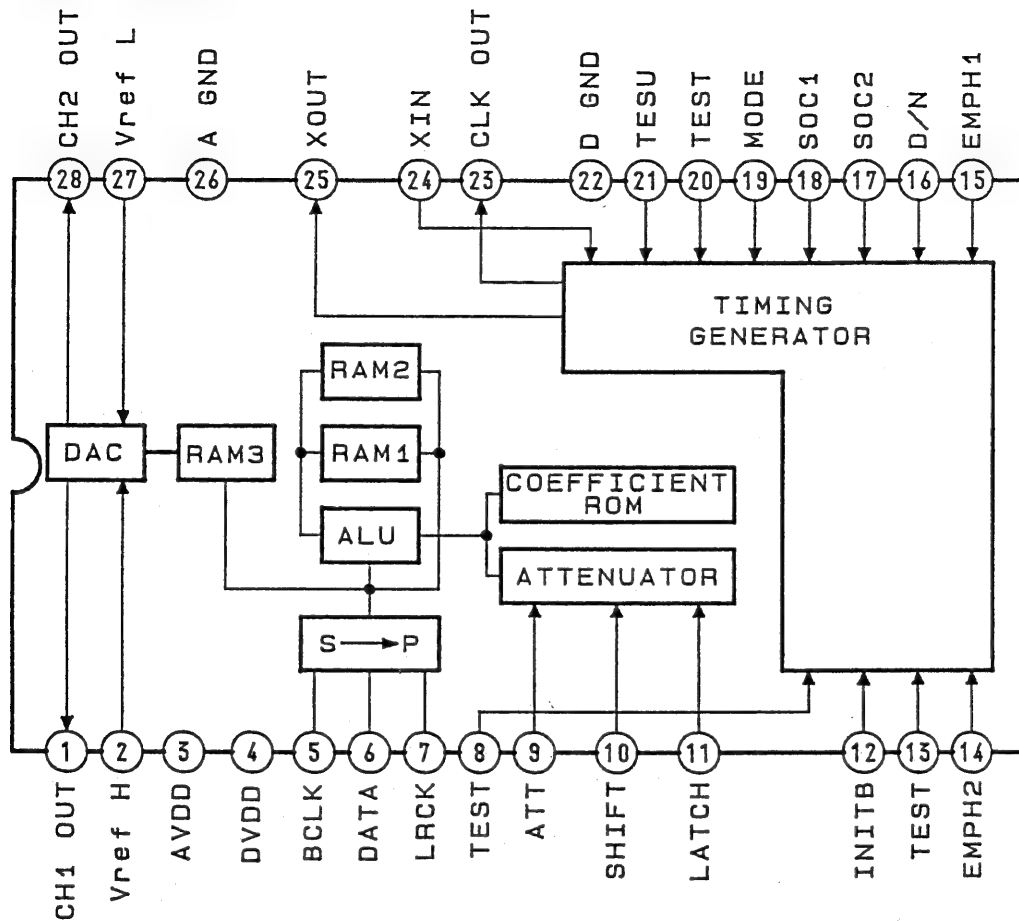 CH2 OUT
Vref L
A GND
XOUT
XIN
CLK OUT
D GND
TESU
TEST
MODE
SOC1
SOC2
D/N
EMPH1
28
27
26
25
24
23
22
21
20
19
18
17
16
15
TIMING
GENERATOR
RAM2
DAC
RAM3
RAM1
COEFFICIENT
ROM
ALU
ATTENUATOR
S P
1
2
3
4
5
6
7
8
9
10
11
12
13
14
CH1 OUT
Vref H
AVDD
DVDD
BCLK
DATA
LRCK
TEST
ATT
SHIFT
LATCH
INITB
TEST
EMPH2